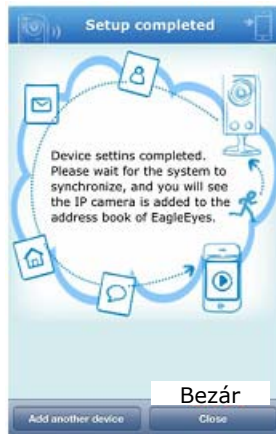 Setup completed
Device settins completed.
Please wait for the system to
synchronize, and you will see
the IP camera is added to the
address book of EagleEyes.
Bezár
Add another device
Close